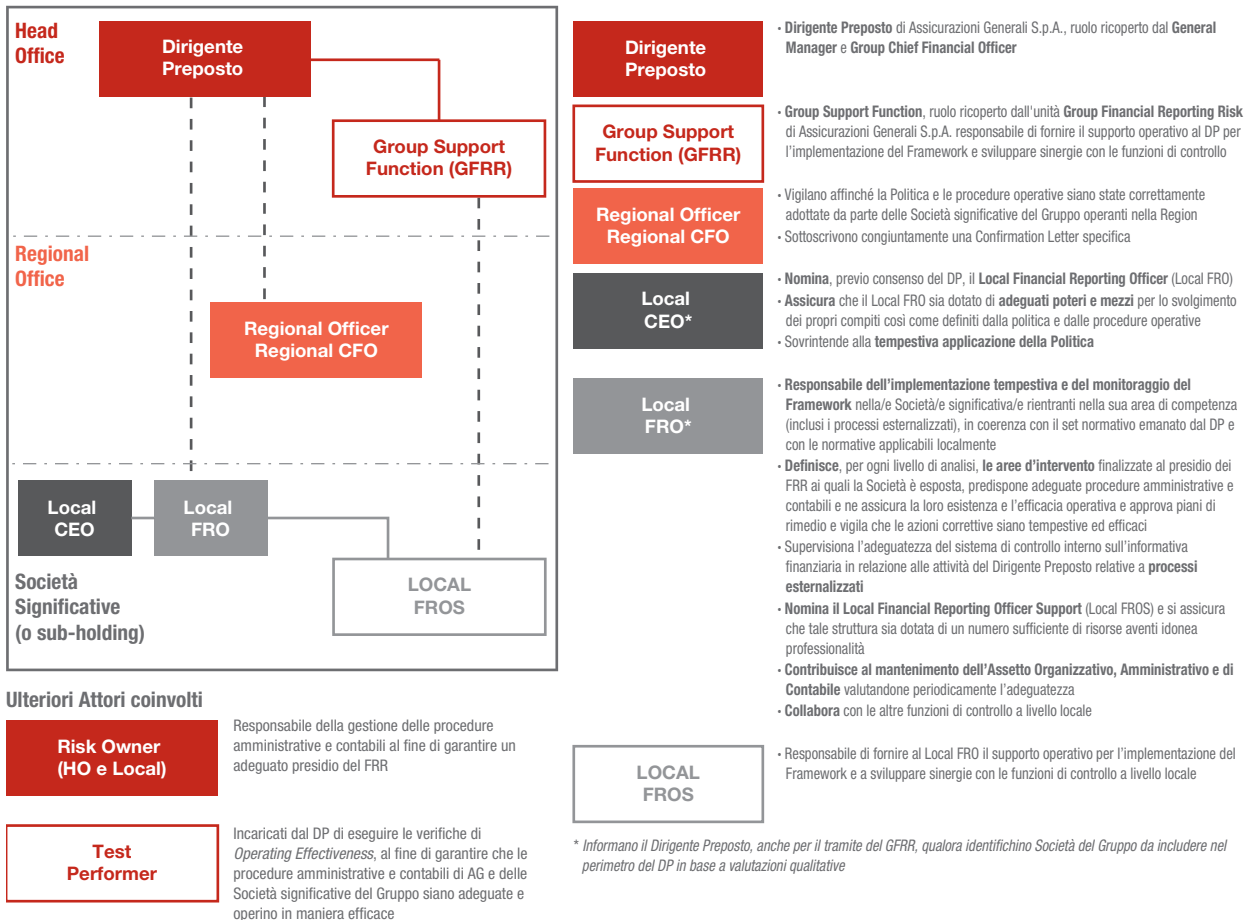 Head
Office
Dirigente
Preposto
Group Support
Function (GFRR)
Regional
Office
Regional Officer
Regional CFO
Local
CEO
Local
FRO
LOCAL
FROS
Società
Significative
(o sub-holding)
Ulteriori Attori coinvolti
Risk Owner
(HO e Local)
Responsabile della gestione delle procedure
amministrative e contabili al fine di garantire un
adeguato presidio del FRR
Test
Performer
Incaricati dal DP di eseguire le verifiche di
Operating Effectiveness, al fine di garantire che le
procedure amministrative e contabili di AG e delle
Società significative del Gruppo siano adeguate e
operino in maniera efficace
Dirigente
Preposto
• Dirigente Preposto di Assicurazioni Generali S.p.A., ruolo ricoperto dal General
Manager e Group Chief Financial Officer
Group Support
Function (GFRR)
• Group Support Function, ruolo ricoperto dall'unità Group Financial Reporting Risk
di Assicurazioni Generali S.p.A. responsabile di fornire il supporto operativo al DP per
l'implementazione del Framework e sviluppare sinergie con le funzioni di controllo
Regional Officer
Regional CFO
• Vigilano affinché la Politica e le procedure operative siano state correttamente
adottate da parte delle Società significative del Gruppo operanti nella Region
• Sottoscrivono congiuntamente una Confirmation Letter specifica
Local
CEO*
• Nomina, previo consenso del DP, il Local Financial Reporting Officer (Local FRO)
• Assicura che il Local FRO sia dotato di adeguati poteri e mezzi per lo svolgimento
dei propri compiti così come definiti dalla politica e dalle procedure operative
• Sovrintende alla tempestiva applicazione della Politica
Local
FRO*
• Responsabile dell'implementazione tempestiva e del monitoraggio del
Framework nella/e Società/e significativa/e rientranti nella sua area di competenza
(inclusi i processi esternalizzati), in coerenza con il set normativo emanato dal DP e
con le normative applicabili localmente
• Definisce, per ogni livello di analisi, le aree d'intervento finalizzate al presidio dei
FRR ai quali la Società è esposta, predispone adeguate procedure amministrative e
contabili e ne assicura la loro esistenza e l'efficacia operativa e approva piani di
rimedio e vigila che le azioni correttive siano tempestive ed efficaci
• Supervisiona l'adeguatezza del sistema di controllo interno sull'informativa
finanziaria in relazione alle attività del Dirigente Preposto relative a processi
esternalizzati
• Nomina il Local Financial Reporting Officer Support (Local FROS) e si assicura
che tale struttura sia dotata di un numero sufficiente di risorse aventi idonea
professionalità
• Contribuisce al mantenimento dell'Assetto Organizzativo, Amministrativo e di
Contabile valutandone periodicamente l'adeguatezza
• Collabora con le altre funzioni di controllo a livello locale
LOCAL
FROS
• Responsabile di fornire al Local FRO il supporto operativo per l'implementazione del
Framework e a sviluppare sinergie con le funzioni di controllo a livello locale
* Informano il Dirigente Preposto, anche per il tramite del GFRR, qualora identifichino Società del Gruppo da includere nel
perimetro del DP in base a valutazioni qualitative